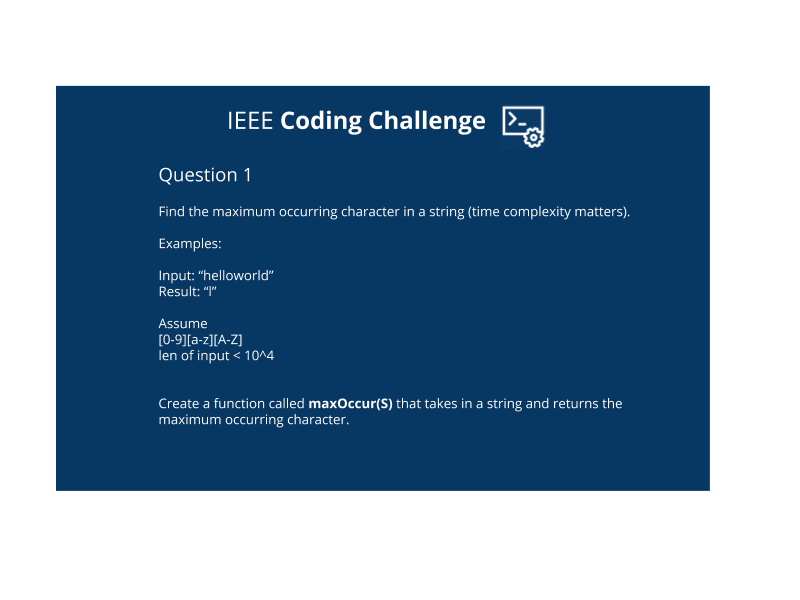 IEEE Coding Challenge
Question 1
Find the maximum occurring character in a string (time complexity matters).
Examples:
Input: “helloworld”
Result: “l”
Assume
[0-9][a-z][A-Z]
len of input < 10^4
Create a function called maxOccur(S) that takes in a string and returns the
maximum occurring character.